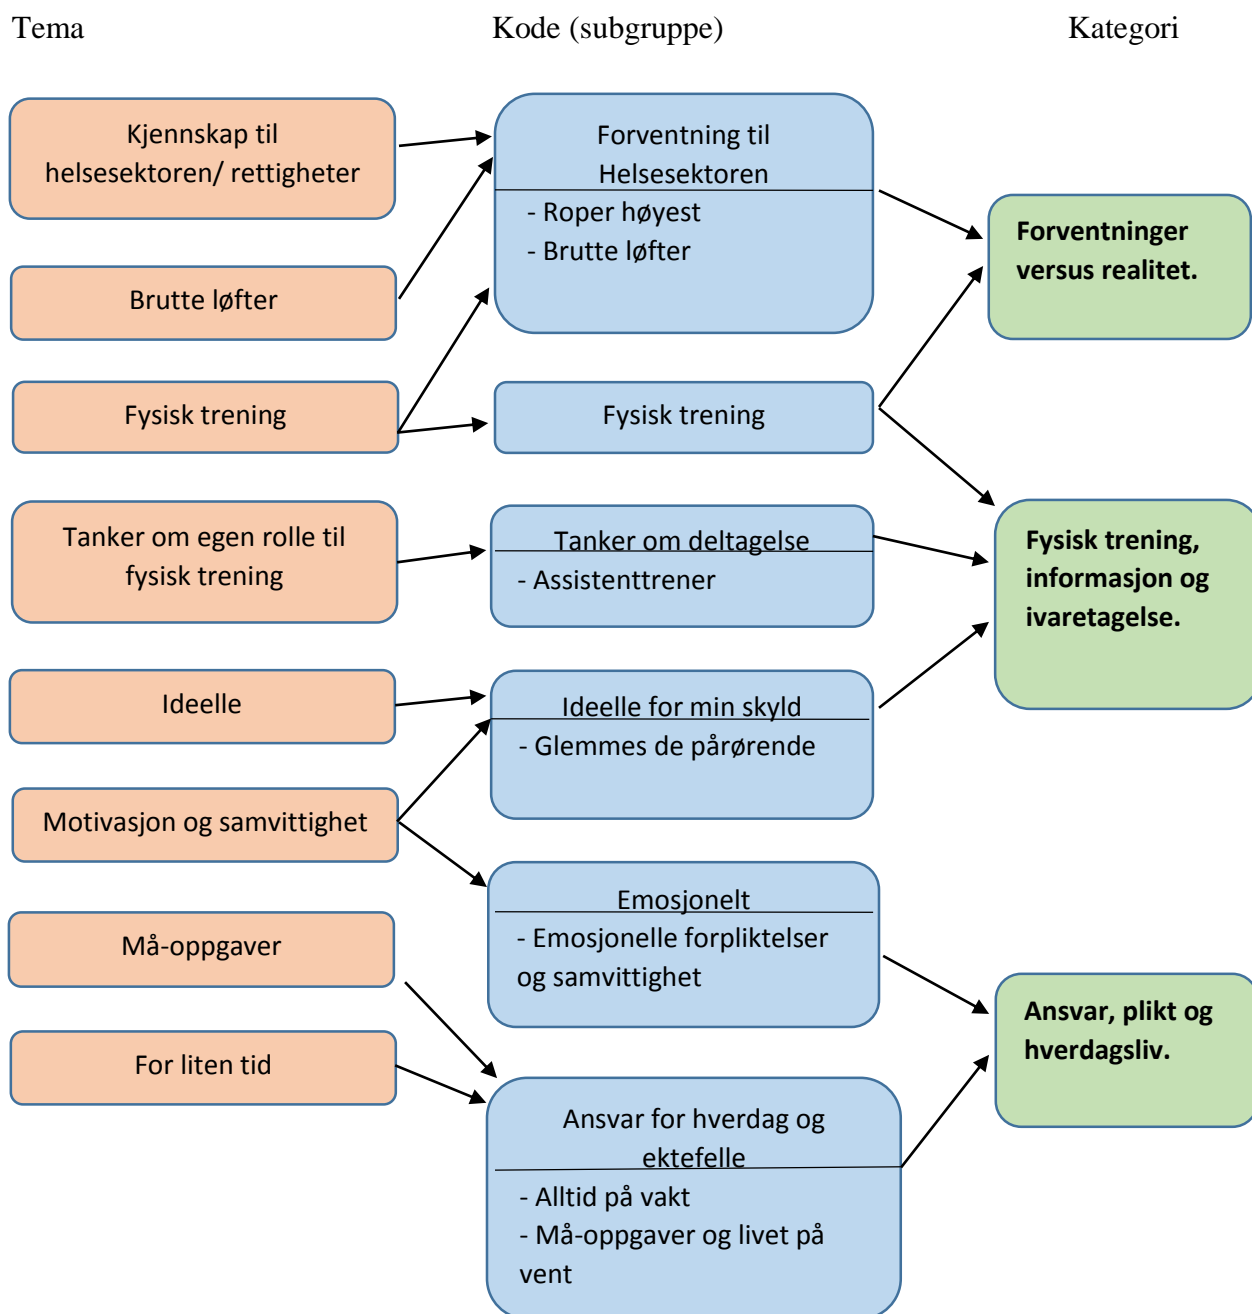 Tema
Kode (subgruppe)
Kategori
Kjennskap til
helsesektoren/ rettigheter
Brutte løfter
Fysisk trening
Tanker om egen rolle til
fysisk trening
Ideelle
Motivasjon og samvittighet
Må-oppgaver
For liten tid
Forventning til
Helsesektoren
- Roper høyest
- Brutte løfter
Fysisk trening
Tanker om deltagelse
- Assistenttrener
Ideelle for min skyld
- Glemmes de pårørende
Emosjonelt
- Emosjonelle forpliktelser
og samvittighet
Ansvar for hverdag og
ektefelle
- Alltid på vakt
- Må-oppgaver og livet på
vent
Forventninger
versus realitet.
Fysisk trening,
informasjon og
ivaretagelse.
Ansvar, plikt og
hverdagsliv.